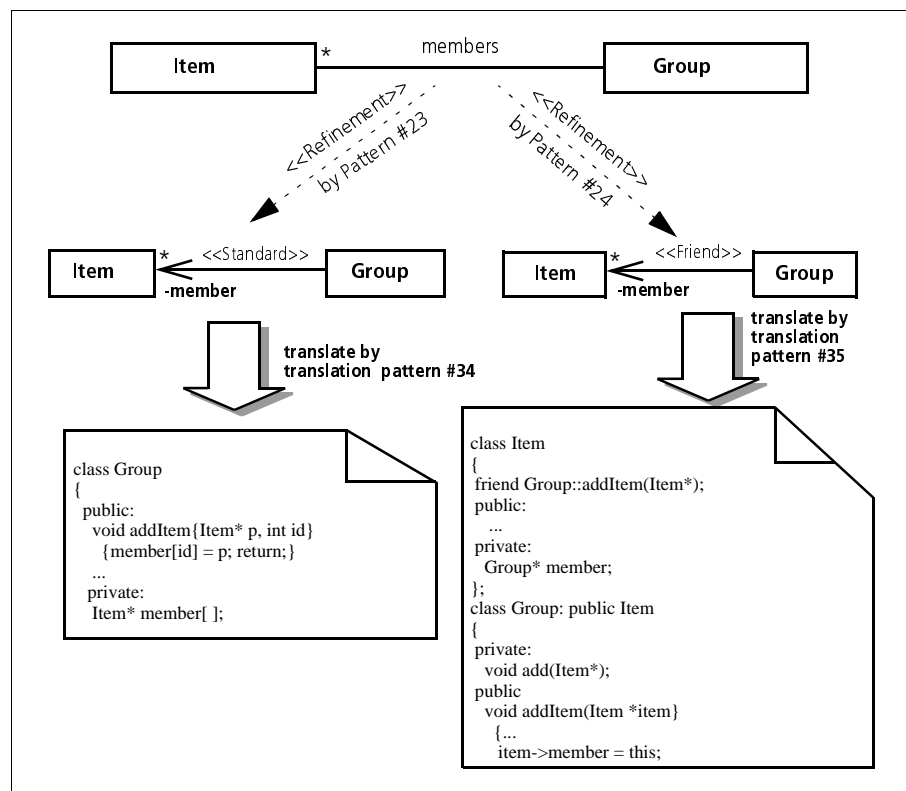 members
*
Item
Group
<<Refinement>>
by Pattern #23
<<Refinement>>
by Pattern #24
*
<<Standard>>
Item
Group
-member
*
<<Friend>>
Item
Group
-member
translate by
translation pattern #34
translate by
translation
pattern #35
class Group
{
public:
void addItem{Item* p, int id}
{member[id] = p; return;}
...
private:
Item* member[ ];
class Item
{
friend Group::addItem(Item*);
public:
...
private:
Group* member;
};
class Group: public Item
{
private:
void add(Item*);
public
void addItem(Item *item}
{...
item->member = this;